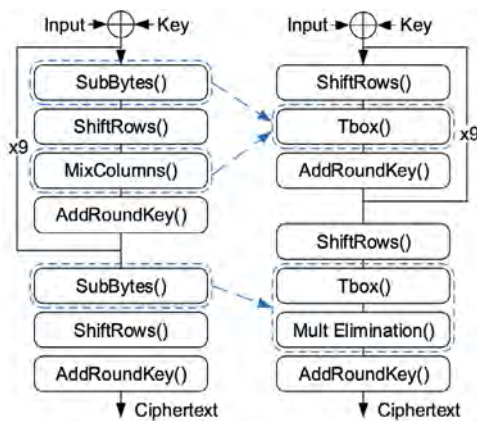 Input Key
SubBytes()
ShiftRows()
MixColumns()
AddRoundKey()
x9
SubBytes()
ShiftRows()
AddRoundKey()
Ciphertext
Input Key
ShiftRows()
Tbox()
AddRoundKey()
x9
ShiftRows()
Tbox()
Mult Elimination()
AddRoundKey()
Ciphertext